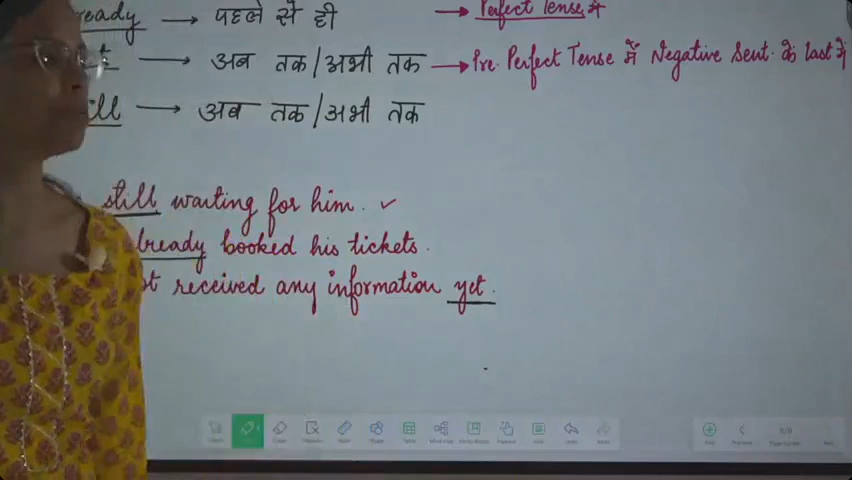 ready → पहले से ही → Perfect Tense में
→ अब तक/अभी तक → Pre. Perfect Tense में Negative Sent. के last में
ill → अब तक/अभी तक
still waiting for him. ✓
lready booked his tickets.
ot received any information yet.